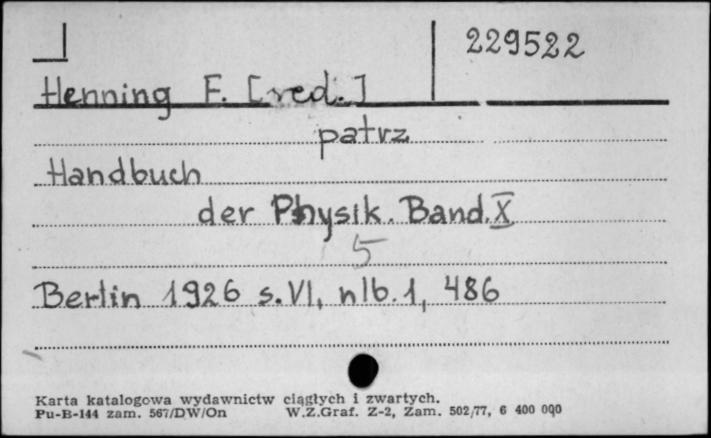 229522
Henning F. [red.]
patrz
Handbuch
der Physik. Band. X
5
Berlin 1926 s. VI, nlb. 1, 486
Karta katalogowa wydawnictw ciągłych i zwartych.
Pu-B-144 zam. 567/DW/On W.Z.Graf. Z-2, Zam. 502/77, 6 400 000